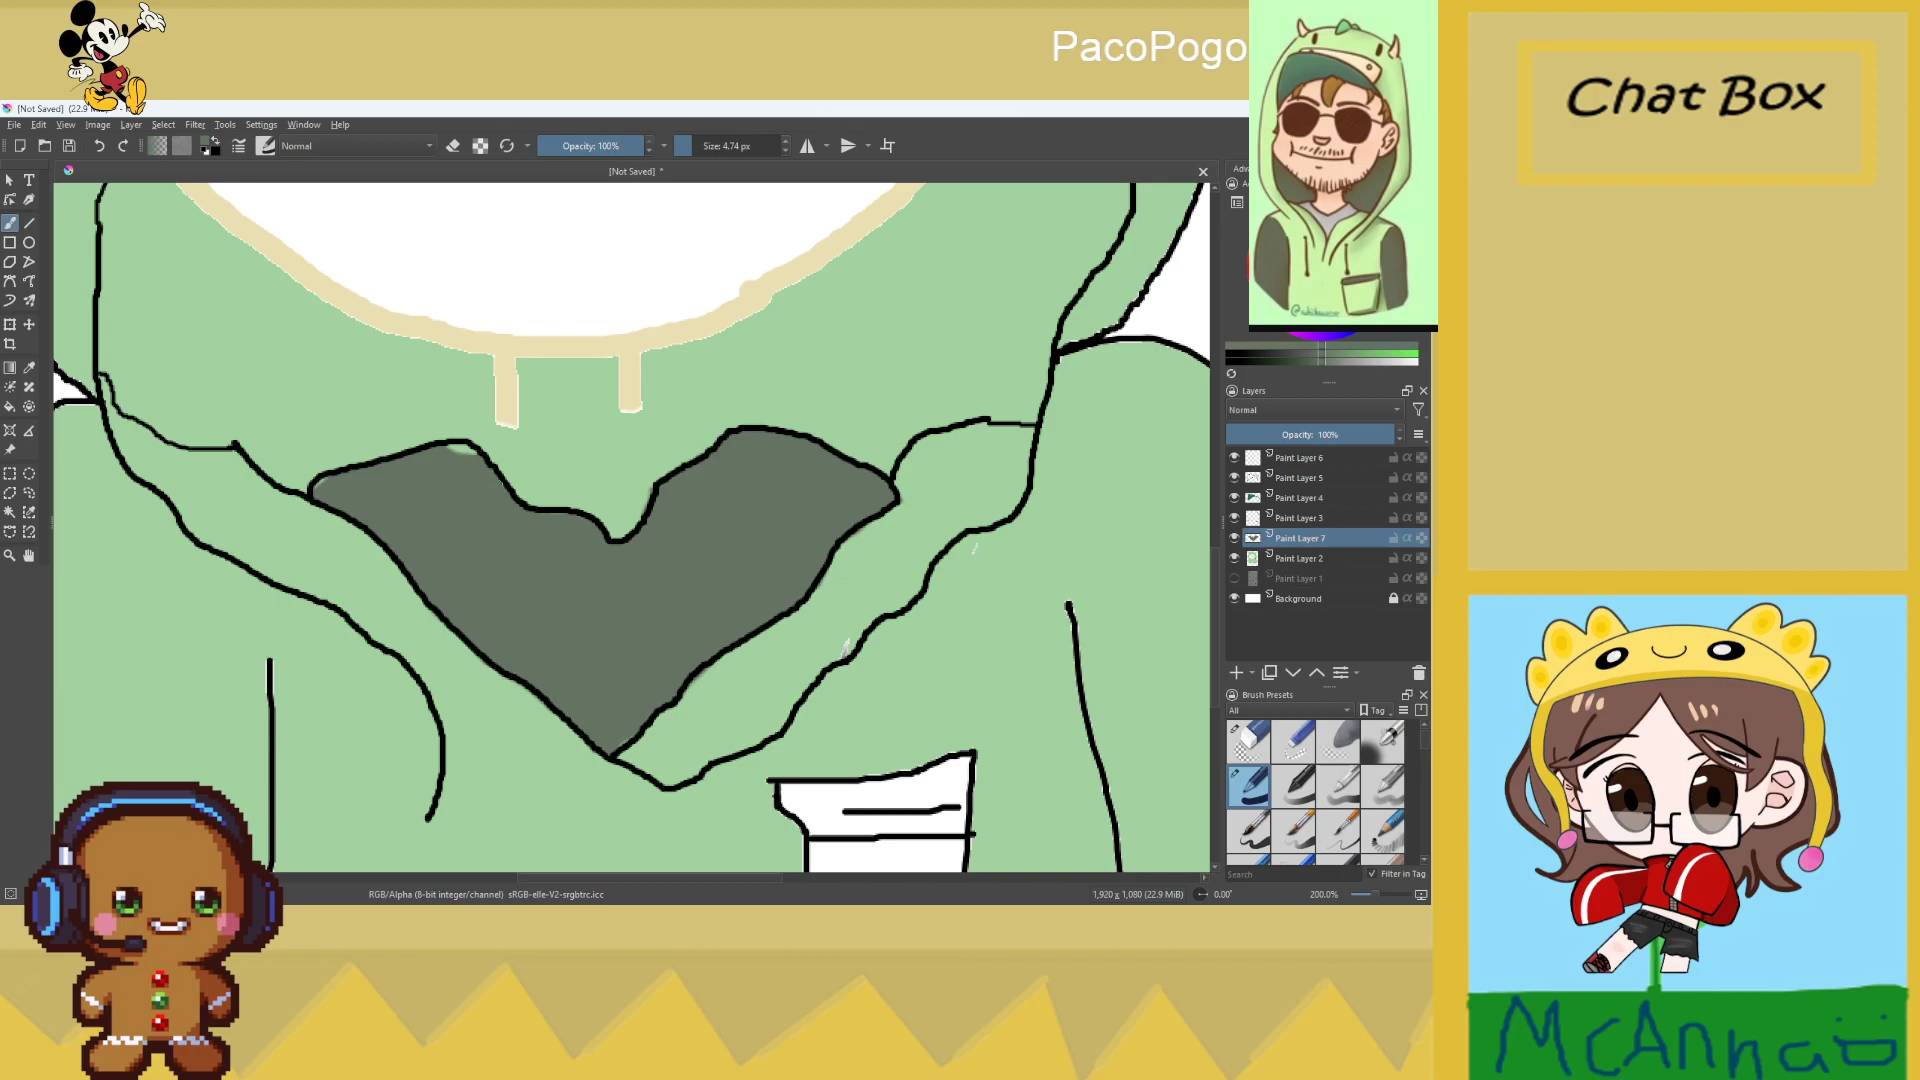 PacoPogo
Chat Box
[Not Saved] (22.9 M
File Edit View Image Layer Select Filter Tools Settings Window Help
Normal
Opacity: 100%
Size: 4.74 px
[Not Saved] *
Layers
Normal
Opacity: 100%
Paint Layer 6
Paint Layer 5
Paint Layer 4
Paint Layer 3
Paint Layer 7
Paint Layer 2
Paint Layer 1
Background
Brush Presets
All
Tag
Search
Filter in Tag
RGB/Alpha (8-bit integer/channel) sRGB-elle-V2-srgbtrc.icc
1,920 x 1,080 (22.9 MiB)
0.00°
200.0%
McAnna